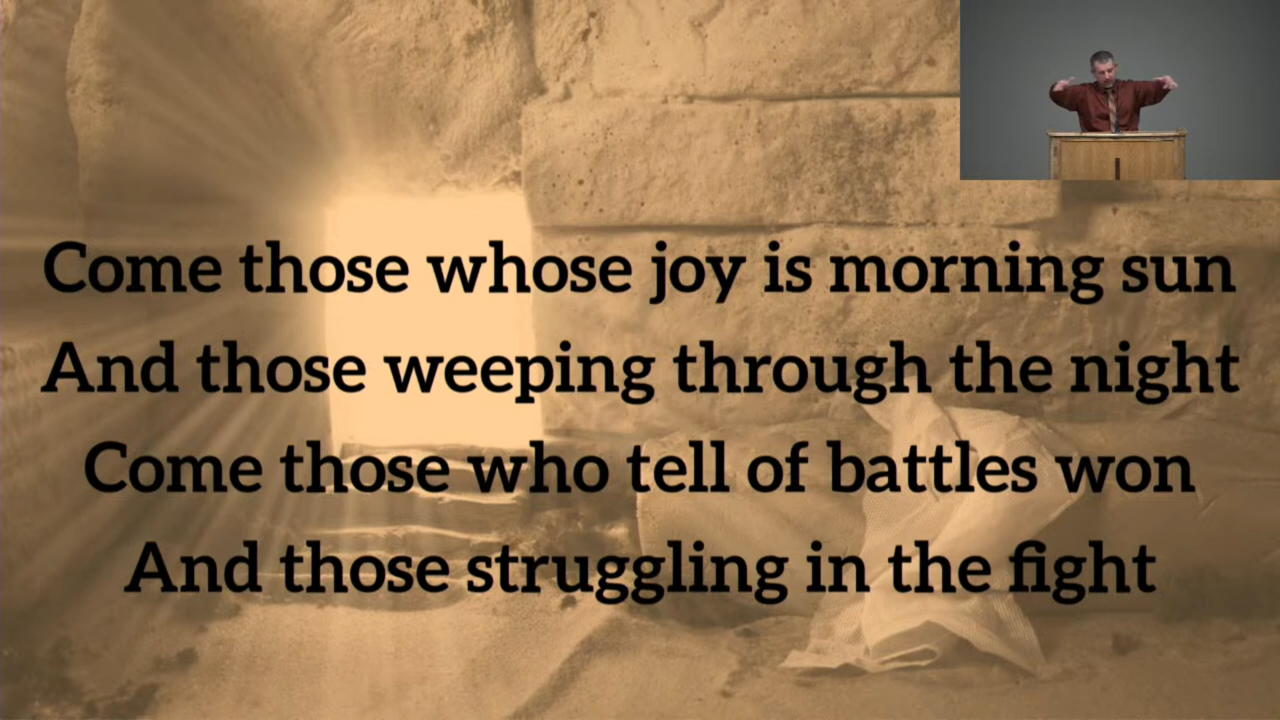 Come those whose joy is morning sun
And those weeping through the night
Come those who tell of battles won
And those struggling in the fight